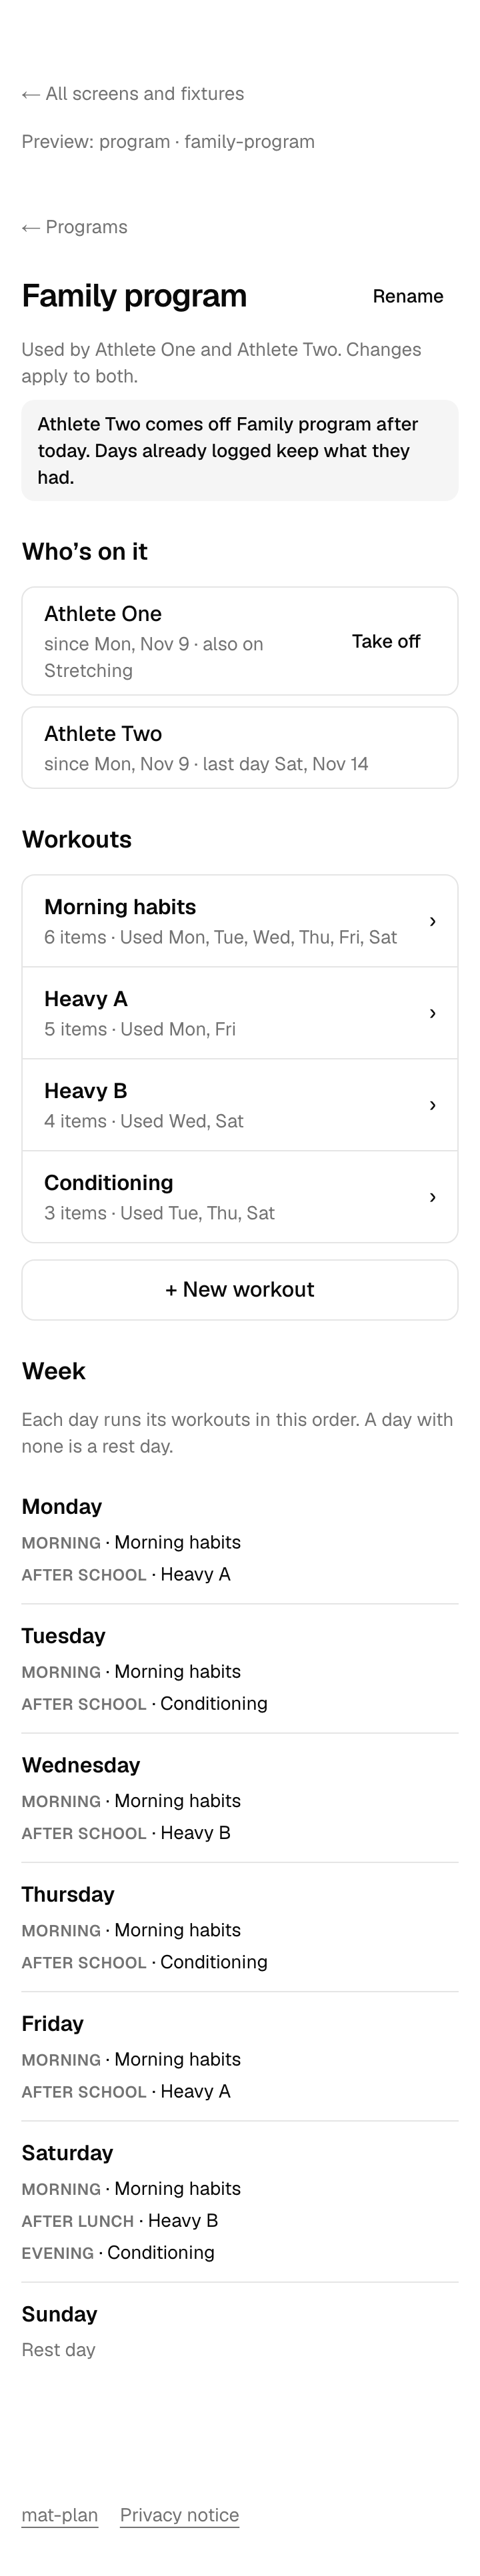 ← All screens and fixtures
Preview: program · family-program
← Programs
Family program
Rename
Used by Athlete One and Athlete Two. Changes
apply to both.
Athlete Two comes off Family program after
today. Days already logged keep what they
had.
Who’s on it
Athlete One
since Mon, Nov 9 · also on
Stretching
Take off
Athlete Two
since Mon, Nov 9 · last day Sat, Nov 14
Workouts
Morning habits
6 items · Used Mon, Tue, Wed, Thu, Fri, Sat
›
Heavy A
5 items · Used Mon, Fri
›
Heavy B
4 items · Used Wed, Sat
›
Conditioning
3 items · Used Tue, Thu, Sat
›
+ New workout
Week
Each day runs its workouts in this order. A day with
none is a rest day.
Monday
MORNING · Morning habits
AFTER SCHOOL · Heavy A
Tuesday
MORNING · Morning habits
AFTER SCHOOL · Conditioning
Wednesday
MORNING · Morning habits
AFTER SCHOOL · Heavy B
Thursday
MORNING · Morning habits
AFTER SCHOOL · Conditioning
Friday
MORNING · Morning habits
AFTER SCHOOL · Heavy A
Saturday
MORNING · Morning habits
AFTER LUNCH · Heavy B
EVENING · Conditioning
Sunday
Rest day
mat-plan Privacy notice